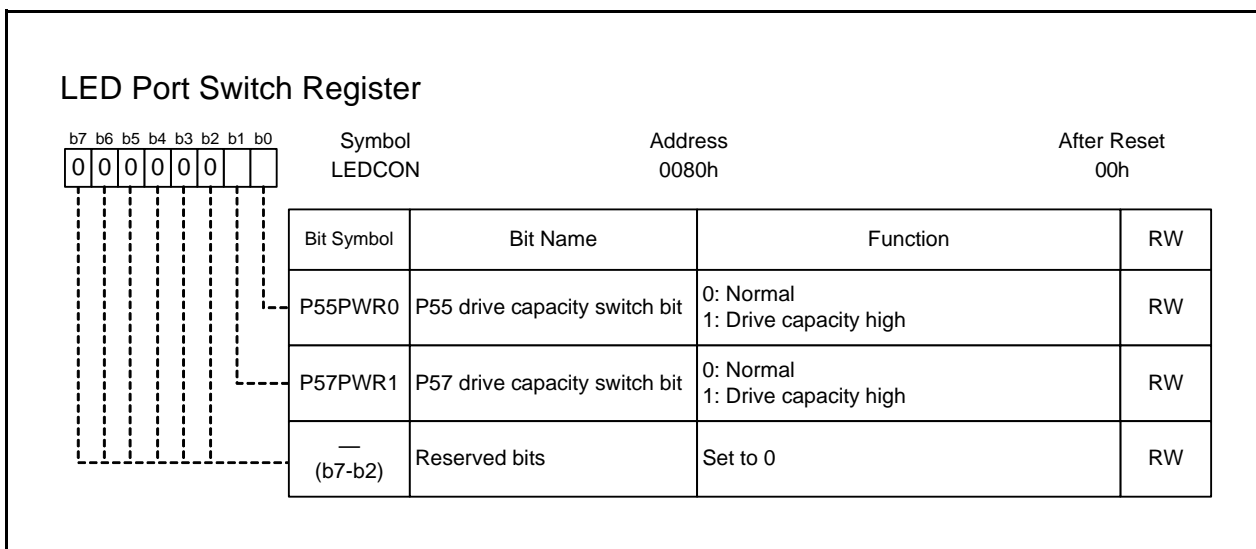 LED Port Switch Register
b7 b6 b5 b4 b3 b2 b1 b0
0 0 0 0 0 0
Symbol Address After Reset
LEDCON 0080h 00h
Bit Symbol Bit Name Function RW
P55PWR0 P55 drive capacity switch bit 0: Normal RW
1: Drive capacity high
P57PWR1 P57 drive capacity switch bit 0: Normal RW
1: Drive capacity high
—
(b7-b2) Reserved bits Set to 0 RW